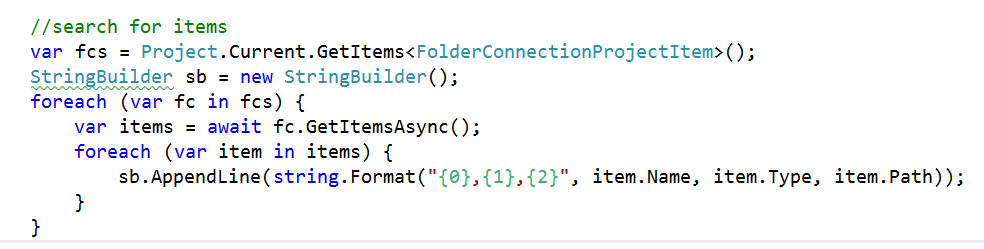 //search for items
var fcs = Project.Current.GetItems<FolderConnectionProjectItem>();
StringBuilder sb = new StringBuilder();
foreach (var fc in fcs) {
    var items = await fc.GetItemsAsync();
    foreach (var item in items) {
        sb.AppendLine(string.Format("{0},{1},{2}", item.Name, item.Type, item.Path));
    }
}